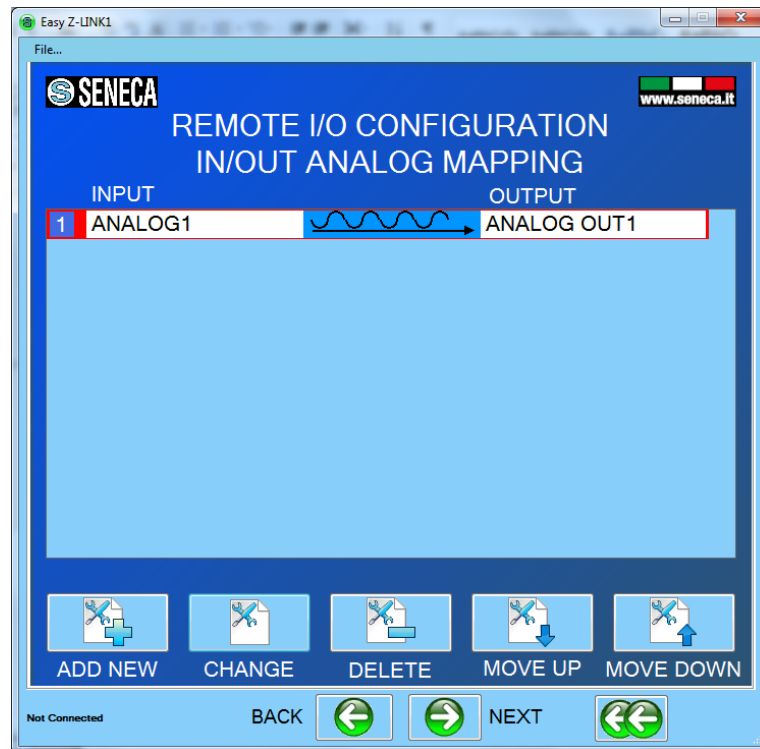 Easy Z-LINK1
File...
S SENECA
www.seneca.it
REMOTE I/O CONFIGURATION
IN/OUT ANALOG MAPPING
INPUT OUTPUT
1 ANALOG1 ANALOG OUT1
ADD NEW CHANGE DELETE MOVE UP MOVE DOWN
Not Connected BACK NEXT